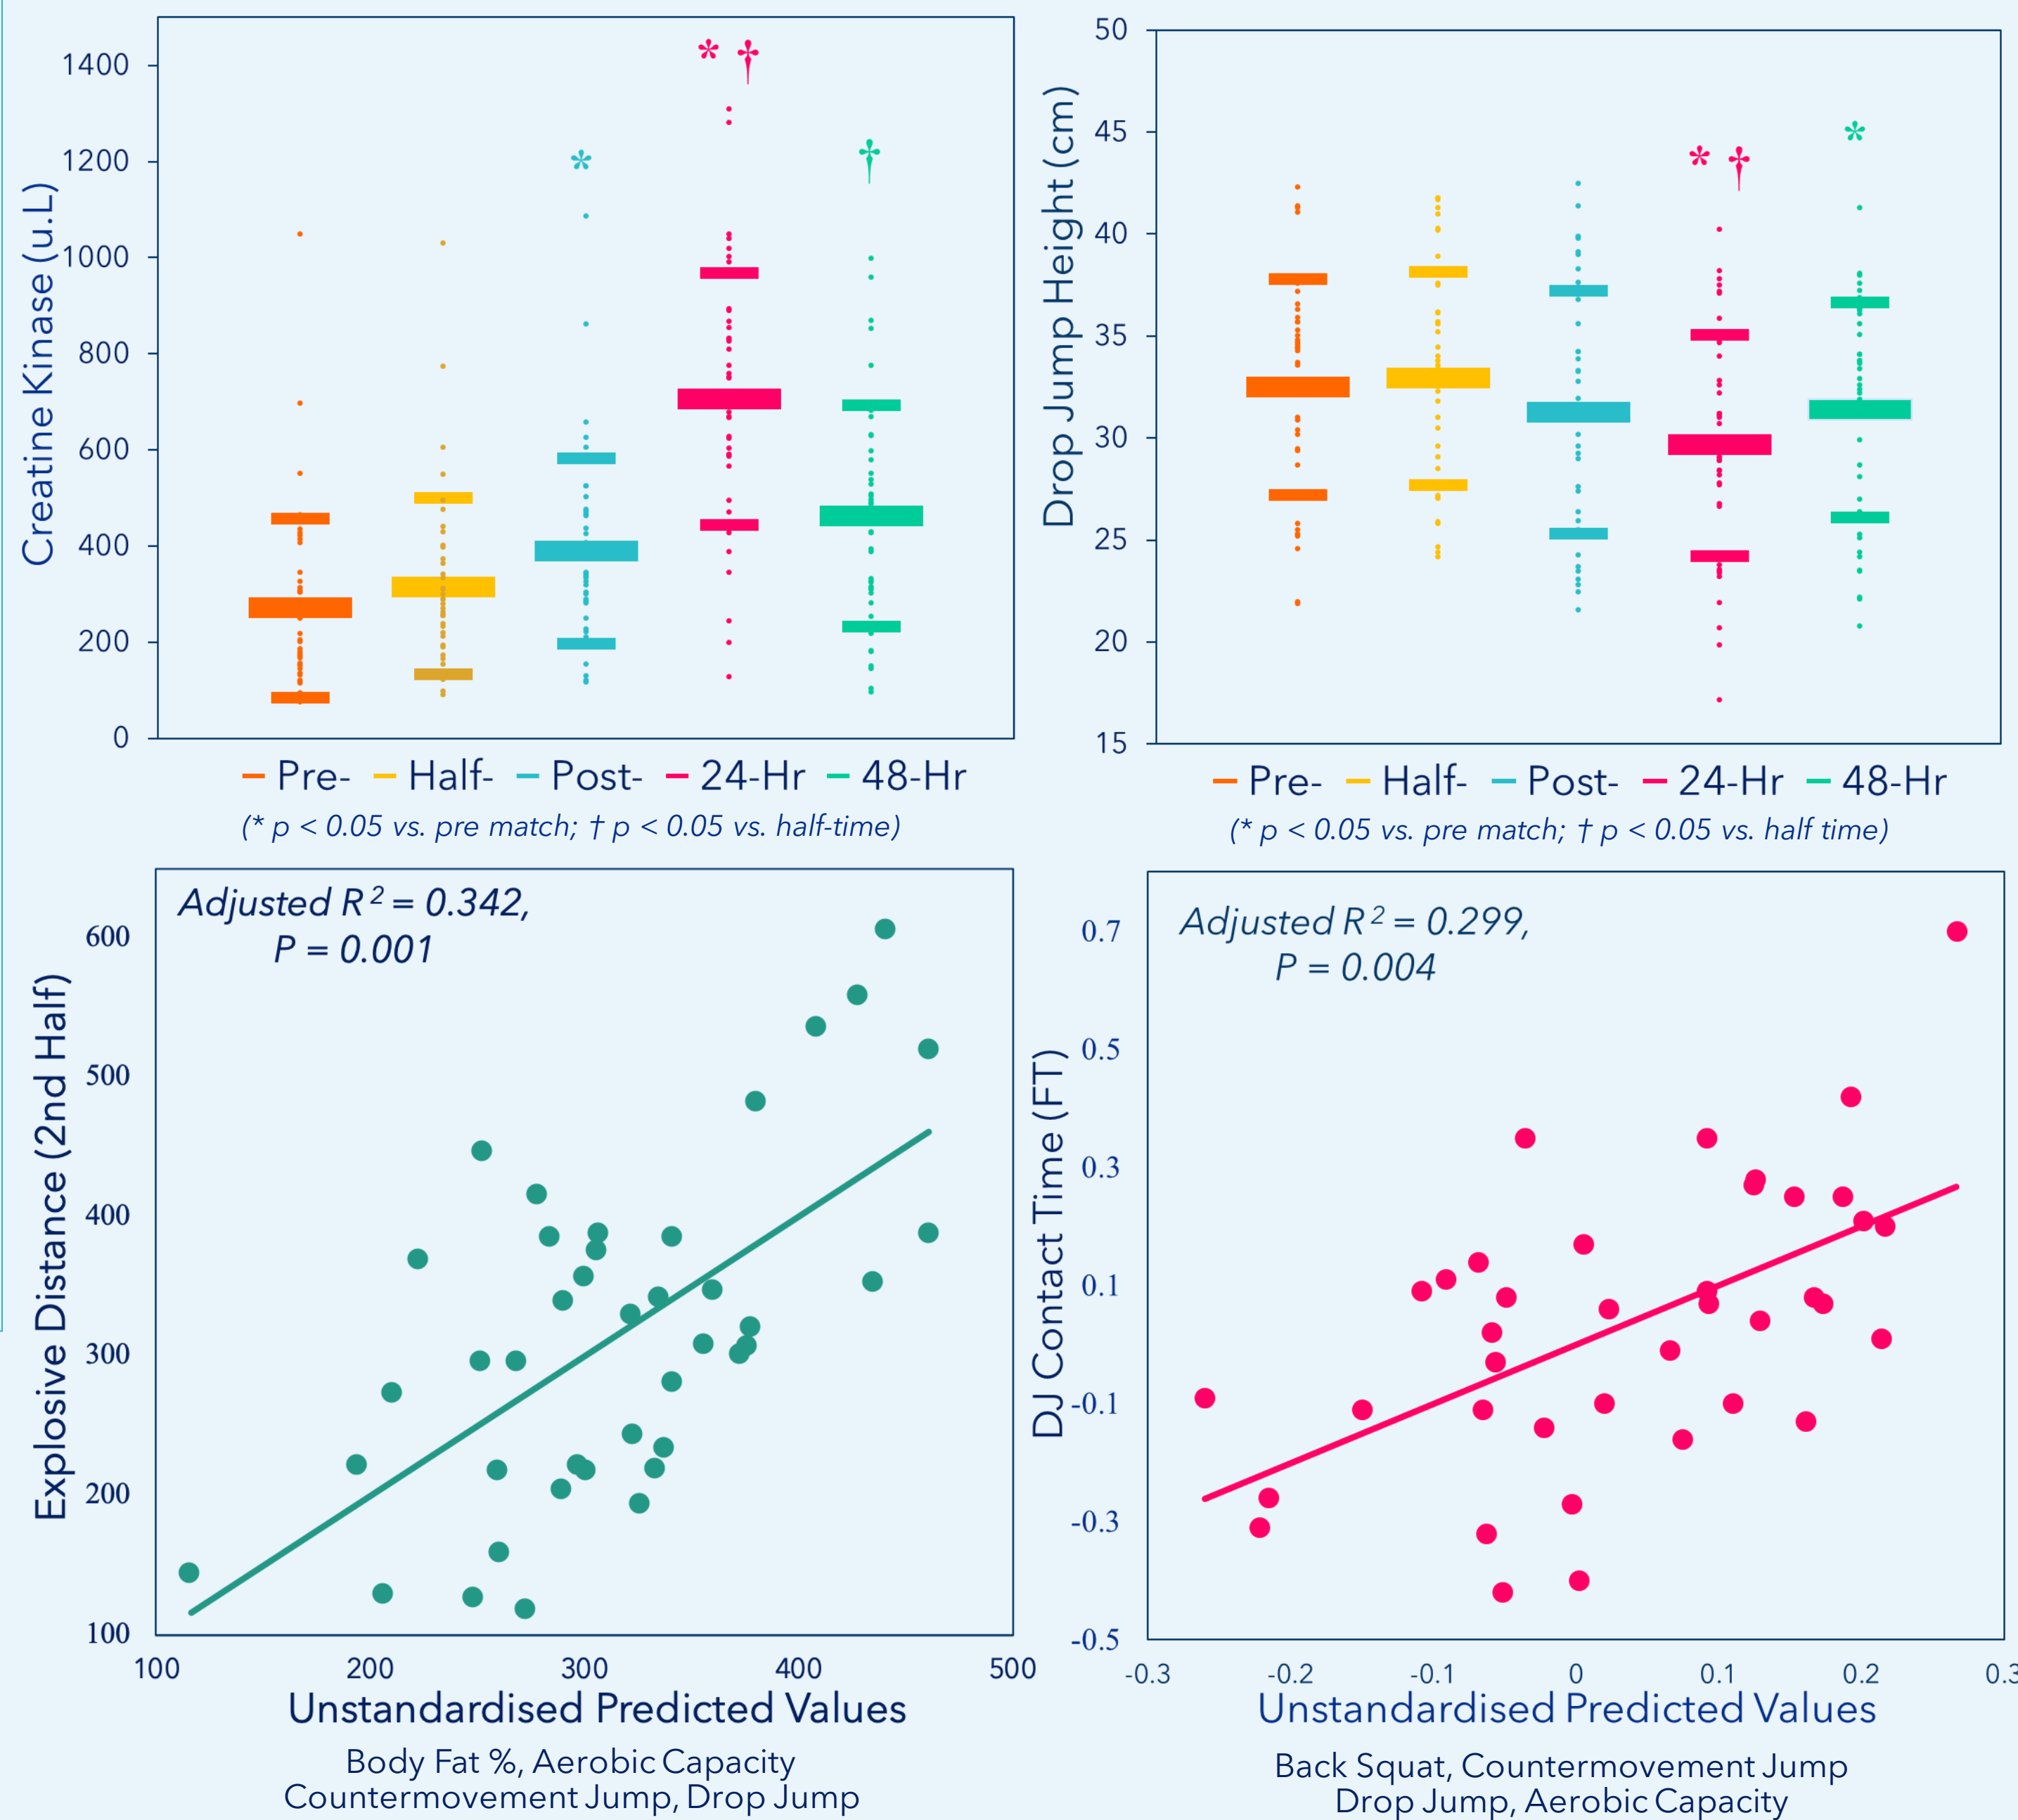 * †
*
†
1400
1200
1000
800
600
400
200
0
Creatine Kinase (u.L)
Pre- Half- Post- 24-Hr 48-Hr
(* p < 0.05 vs. pre match; † p < 0.05 vs. half-time)
50
45
40
35
30
25
20
15
Drop Jump Height (cm)
* †
*
Pre- Half- Post- 24-Hr 48-Hr
(* p < 0.05 vs. pre match; † p < 0.05 vs. half time)
Adjusted R² = 0.342,
P = 0.001
600
500
400
300
200
100
Explosive Distance (2nd Half)
100 200 300 400 500
Unstandardised Predicted Values
Body Fat %, Aerobic Capacity
Countermovement Jump, Drop Jump
Adjusted R² = 0.299,
P = 0.004
0.7
0.5
0.3
0.1
-0.1
-0.3
-0.5
DJ Contact Time (FT)
-0.3 -0.2 -0.1 0 0.1 0.2 0.3
Unstandardised Predicted Values
Back Squat, Countermovement Jump
Drop Jump, Aerobic Capacity